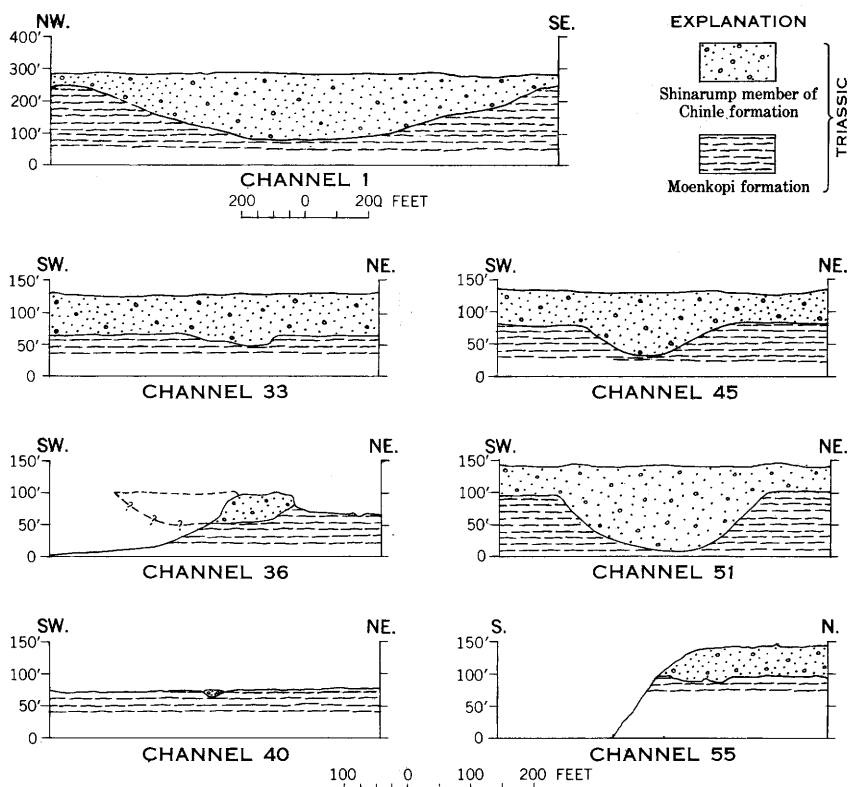 NW. SE.
400'
300'
200'
100'
0
CHANNEL 1
200 0 200 FEET
EXPLANATION
Shinarump member of
Chinle formation
Moenkopi formation
TRIASSIC
SW. NE.
150'
100'
50'
0
CHANNEL 33
SW. NE.
150'
100'
50'
0
CHANNEL 45
SW. NE.
150'
100'
50'
0
? ? ?
CHANNEL 36
SW. NE.
150'
100'
50'
0
CHANNEL 51
SW. NE.
150'
100'
50'
0
CHANNEL 40
S. N.
150'
100'
50'
0
CHANNEL 55
100 0 100 200 FEET